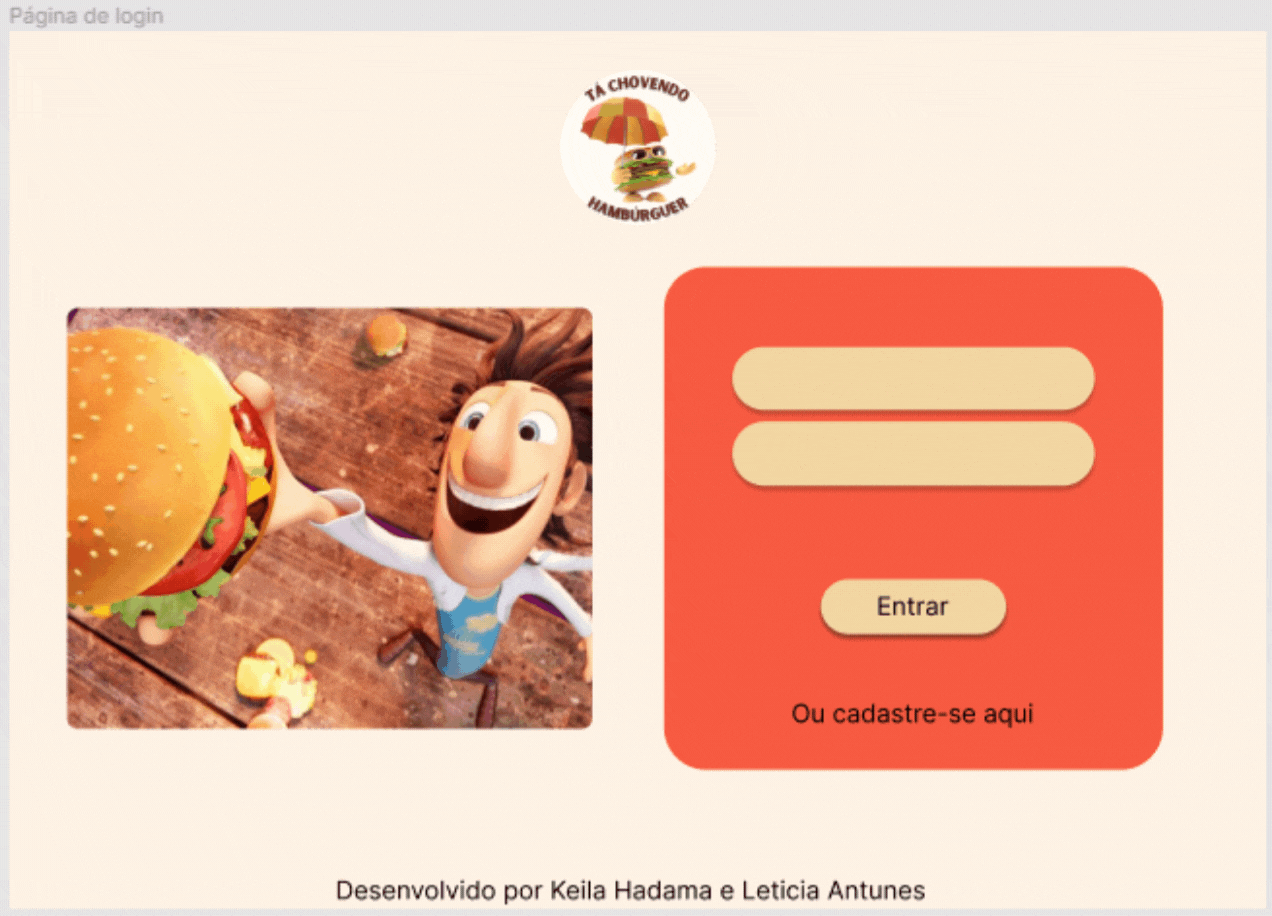 Página de login
TÁ CHOVENDO
HAMBÚRGUER
Entrar
Ou cadastre-se aqui
Desenvolvido por Keila Hadama e Leticia Antunes